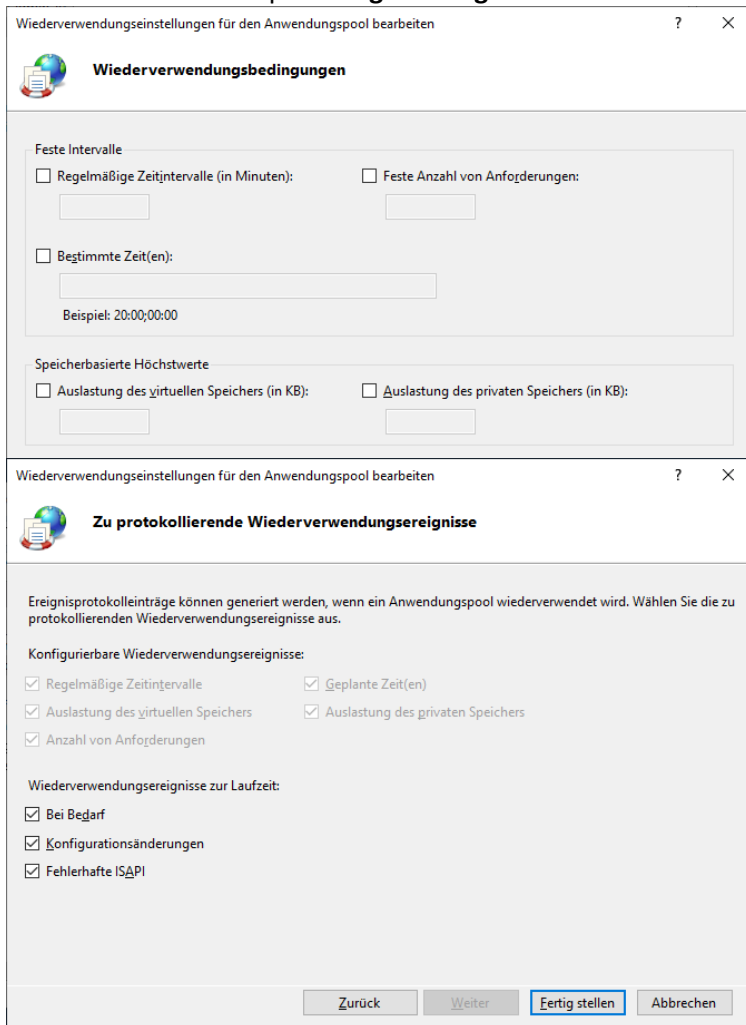 Wiederverwendungseinstellungen für den Anwendungspool bearbeiten ? ×
Wiederverwendungsbedingungen
Feste Intervalle
Regelmäßige Zeitintervalle (in Minuten): Feste Anzahl von Anforderungen:
Bestimmte Zeit(en):
Beispiel: 20:00;00:00
Speicherbasierte Höchstwerte
Auslastung des virtuellen Speichers (in KB): Auslastung des privaten Speichers (in KB):
Wiederverwendungseinstellungen für den Anwendungspool bearbeiten ? ×
Zu protokollierende Wiederverwendungsereignisse
Ereignisprotokolleinträge können generiert werden, wenn ein Anwendungspool wiederverwendet wird. Wählen Sie die zu
protokollierenden Wiederverwendungsereignisse aus.
Konfigurierbare Wiederverwendungsereignisse:
Regelmäßige Zeitintervalle Geplante Zeit(en)
Auslastung des virtuellen Speichers Auslastung des privaten Speichers
Anzahl von Anforderungen
Wiederverwendungsereignisse zur Laufzeit:
Bei Bedarf
Konfigurationsänderungen
Fehlerhafte ISAPI
Zurück Weiter Fertig stellen Abbrechen